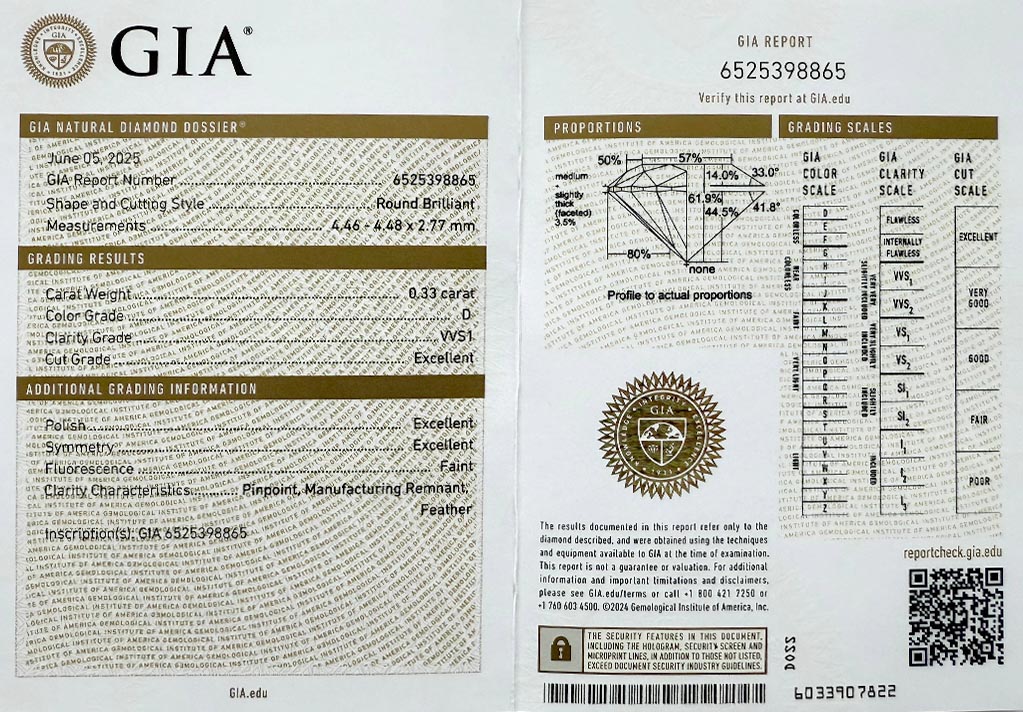 GIA®
GIA NATURAL DIAMOND DOSSIER®
June 05, 2025
GIA Report Number 6525398865
Shape and Cutting Style Round Brilliant
Measurements 4.46 - 4.48 x 2.77 mm
GRADING RESULTS
Carat Weight 0.33 carat
Color Grade D
Clarity Grade VVS1
Cut Grade Excellent
ADDITIONAL GRADING INFORMATION
Polish Excellent
Symmetry Excellent
Fluorescence Faint
Clarity Characteristics Pinpoint, Manufacturing Remnant,
Feather
Inscription(s): GIA 6525398865
GIA.edu
GIA REPORT
6525398865
Verify this report at GIA.edu
PROPORTIONS
50%
57%
medium
-
slightly
thick
(faceted)
3.5%
14.0%
33.0°
61.9%
44.5%
41.8°
80%
none
Profile to actual proportions
GIA
The results documented in this report refer only to the
diamond described, and were obtained using the techniques
and equipment available to GIA at the time of examination.
This report is not a guarantee or valuation. For additional
information and important limitations and disclaimers,
please see GIA.edu/terms or call +1 800 421 7250 or
+1 760 603 4500. ©2024 Gemological Institute of America, Inc.
THE SECURITY FEATURES IN THIS DOCUMENT,
INCLUDING THE HOLOGRAM, SECURITY SCREEN AND
MICROPRINT LINES, IN ADDITION TO THOSE NOT LISTED,
EXCEED DOCUMENT SECURITY INDUSTRY GUIDELINES.
GRADING SCALES
GIA
COLOR
SCALE
COLORLESS
D
E
F
NEAR COLORLESS
G
H
I
J
FAINT
K
L
M
VERY LIGHT
N
O
P
Q
R
LIGHT
S
T
U
V
W
X
Y
Z
GIA
CLARITY
SCALE
FLAWLESS
INTERNALLY
FLAWLESS
VERY VERY
SLIGHTLY INCLUDED
VVS1
VVS2
VERY SLIGHTLY
INCLUDED
VS1
VS2
SLIGHTLY
INCLUDED
SI1
SI2
INCLUDED
I1
I2
I3
GIA
CUT
SCALE
EXCELLENT
VERY
GOOD
GOOD
FAIR
POOR
reportcheck.gia.edu
6033907822